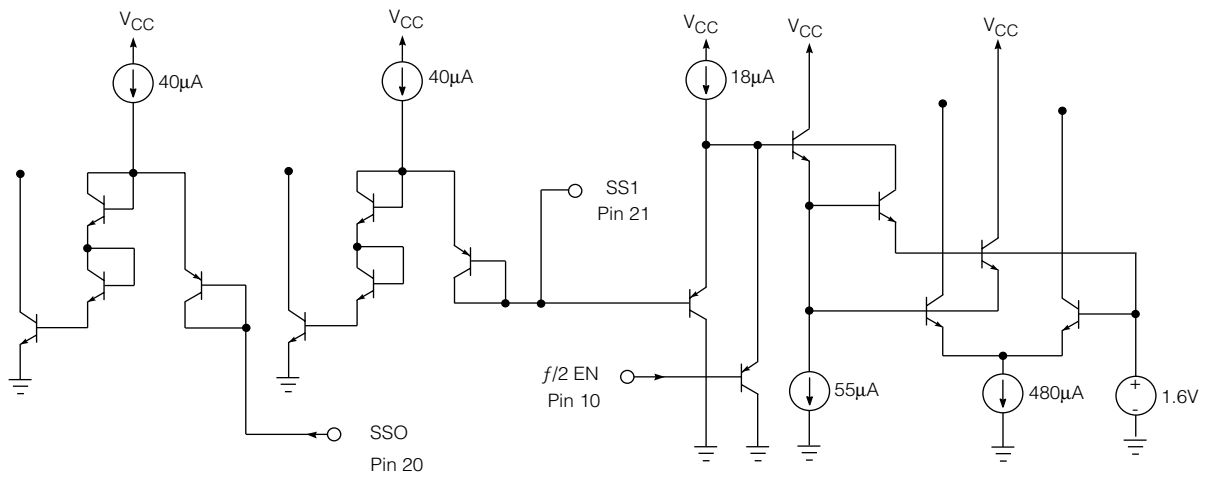 VCC
VCC
VCC
VCC
VCC
40μA
40μA
18μA
SS1
Pin 21
ƒ/2 EN
Pin 10
55μA
480μA
1.6V
+
-
SSO
Pin 20